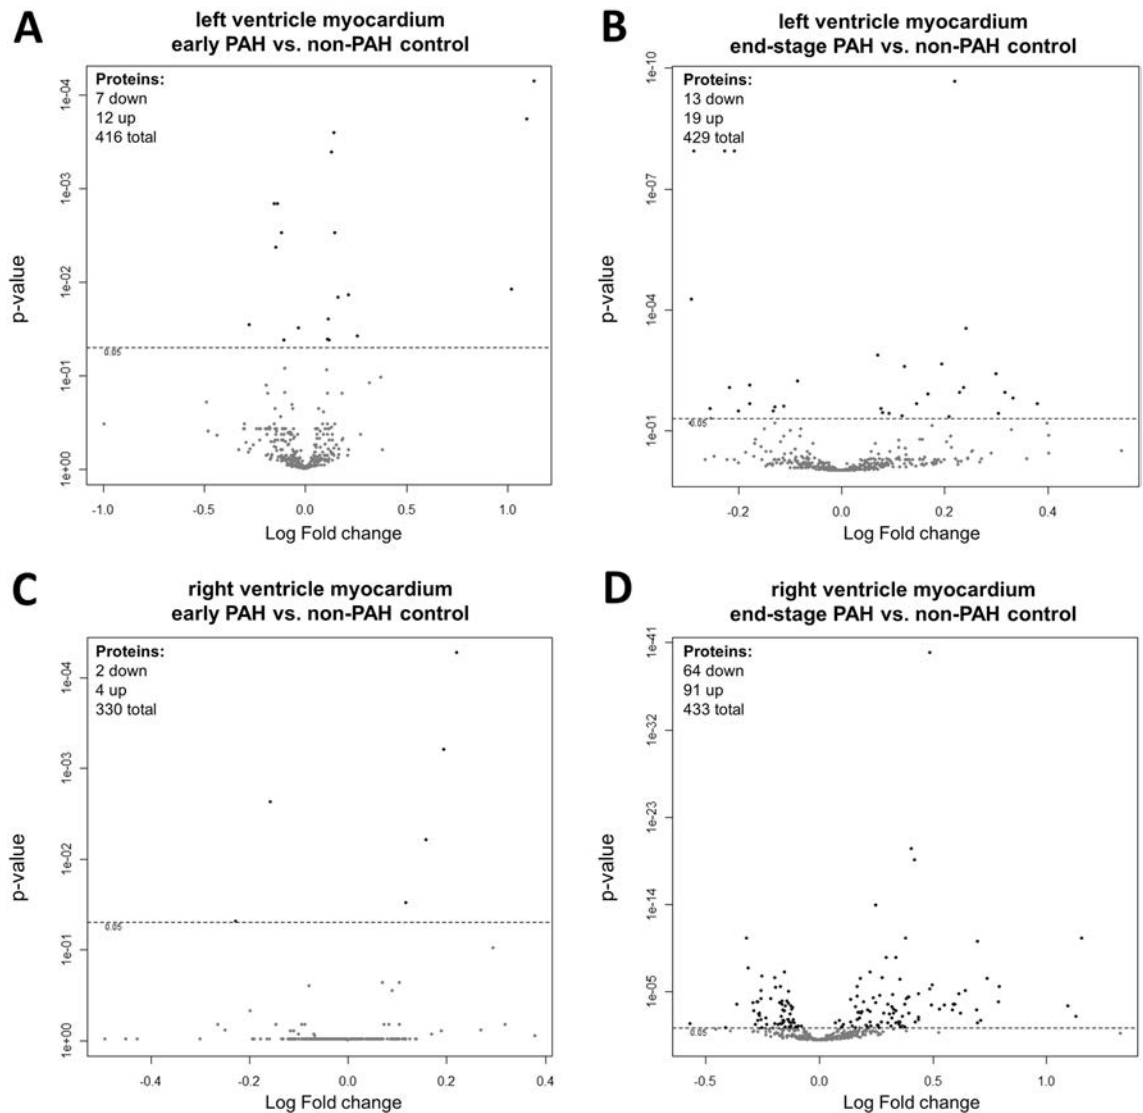 A
left ventricle myocardium
early PAH vs. non-PAH control
Proteins:
7 down
12 up
416 total
1e-04
1e-03
1e-02
1e-01
1e+00
p-value
0.05
-1.0
-0.5
0.0
0.5
1.0
Log Fold change
B
left ventricle myocardium
end-stage PAH vs. non-PAH control
Proteins:
13 down
19 up
429 total
1e-10
1e-07
1e-04
1e-01
p-value
0.05
-0.2
0.0
0.2
0.4
Log Fold change
C
right ventricle myocardium
early PAH vs. non-PAH control
Proteins:
2 down
4 up
330 total
1e-04
1e-03
1e-02
1e-01
1e+00
p-value
0.05
-0.4
-0.2
0.0
0.2
0.4
Log Fold change
D
right ventricle myocardium
end-stage PAH vs. non-PAH control
Proteins:
64 down
91 up
433 total
1e-41
1e-32
1e-23
1e-14
1e-05
p-value
0.05
-0.5
0.0
0.5
1.0
Log Fold change